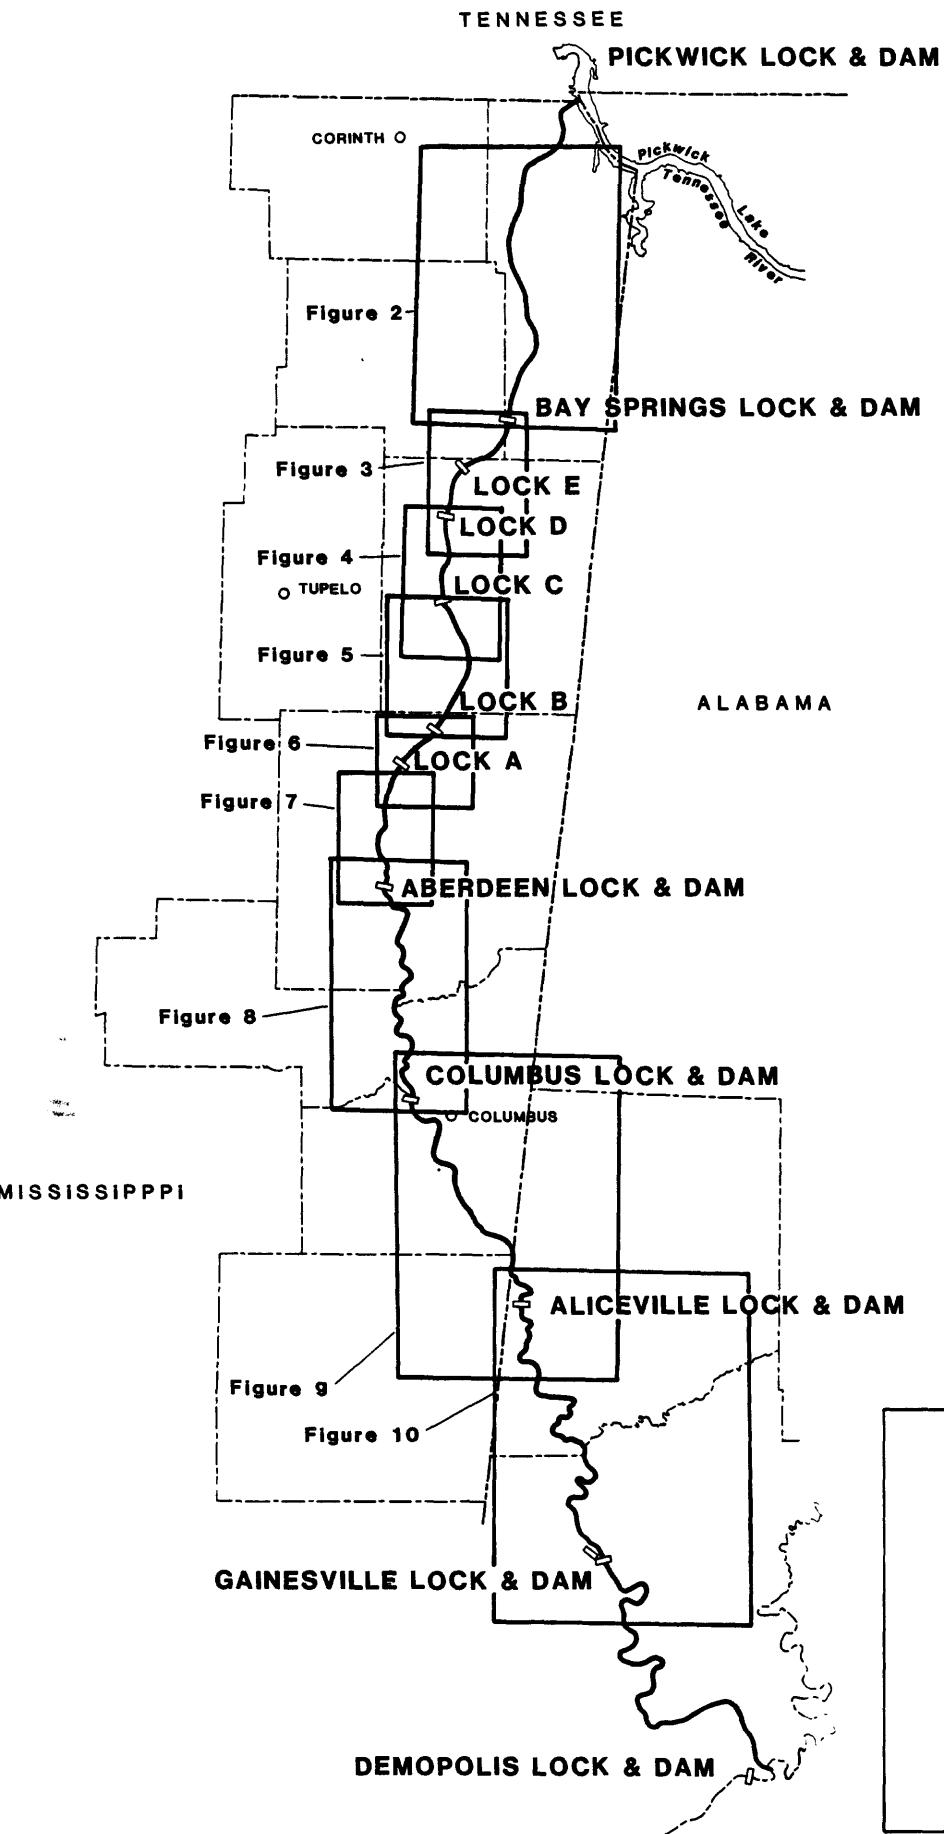 TENNESSEE
PICKWICK LOCK & DAM
CORINTH
Pickwick Lake
Tennessee River
Figure 2
BAY SPRINGS LOCK & DAM
Figure 3
LOCK E
LOCK D
Figure 4
LOCK C
TUPELO
Figure 5
LOCK B
ALABAMA
Figure 6
LOCK A
Figure 7
ABERDEEN LOCK & DAM
Figure 8
COLUMBUS LOCK & DAM
COLUMBUS
MISSISSIPPPI
ALICEVILLE LOCK & DAM
Figure 9
Figure 10
GAINESVILLE LOCK & DAM
DEMOPOLIS LOCK & DAM